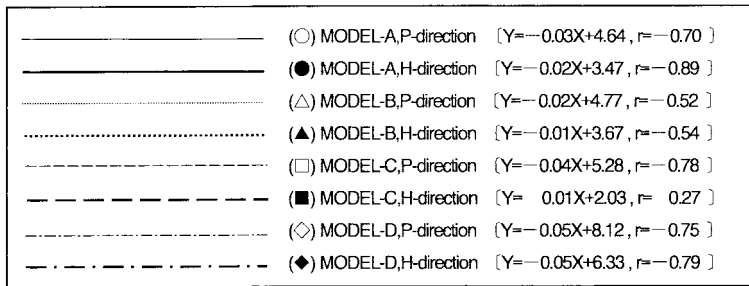 (○) MODEL-A,P-direction 〔Y=−0.03X+4.64, r=−0.70 〕
(●) MODEL-A,H-direction 〔Y=−0.02X+3.47, r=−0.89 〕
(△) MODEL-B,P-direction 〔Y=−0.02X+4.77, r=−0.52 〕
(▲) MODEL-B,H-direction 〔Y=−0.01X+3.67, r=−0.54 〕
(□) MODEL-C,P-direction 〔Y=−0.04X+5.28, r=−0.78 〕
(■) MODEL-C,H-direction 〔Y= 0.01X+2.03, r= 0.27 〕
(◇) MODEL-D,P-direction 〔Y=−0.05X+8.12, r=−0.75 〕
(◆) MODEL-D,H-direction 〔Y=−0.05X+6.33, r=−0.79 〕